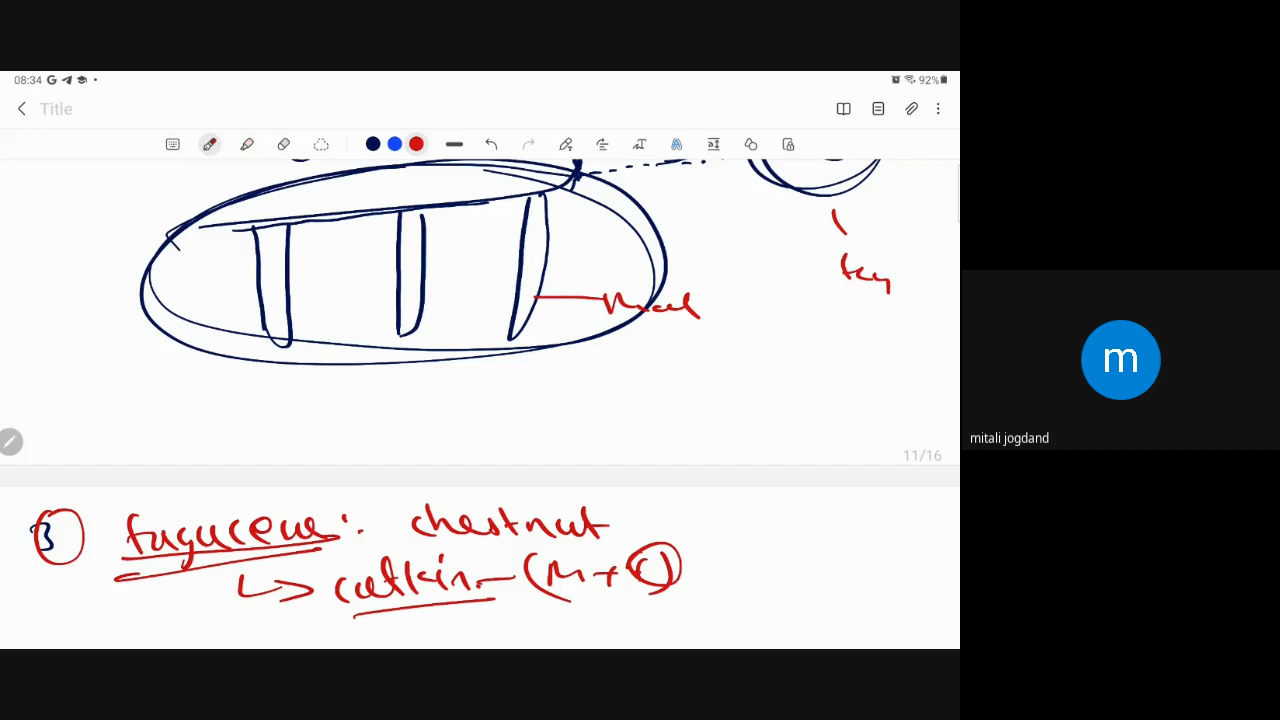 08:34
92%
Title
11/16
3 fagaceae: chestnut
↳ catkin - (M+C)
m
mitali jogdand